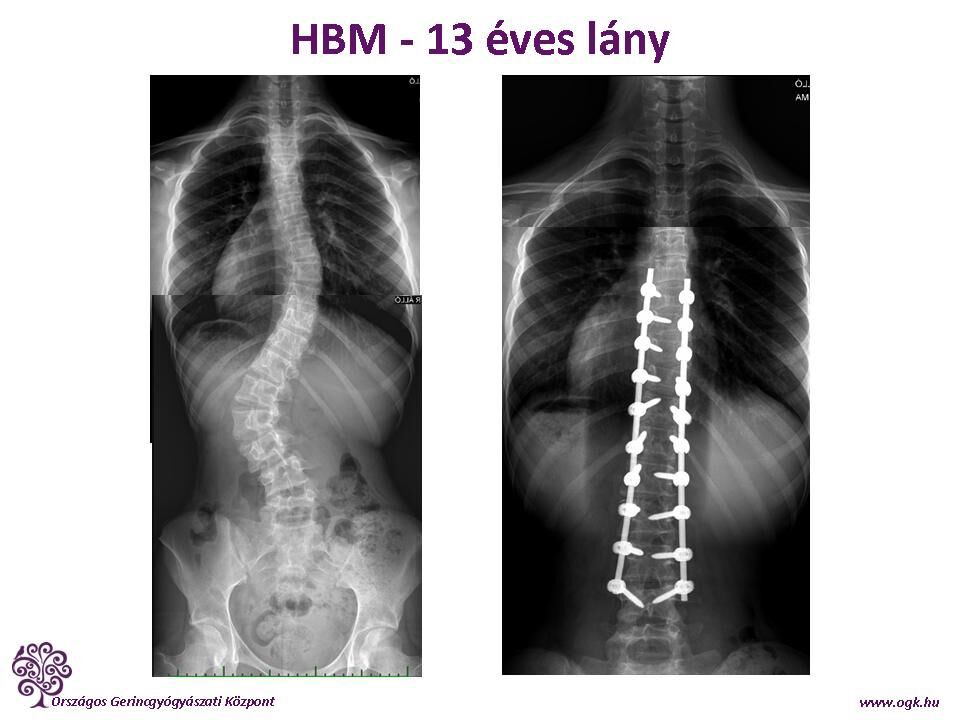 HBM - 13 éves lány
Országos Gerincgyógyászati Központ
www.ogk.hu